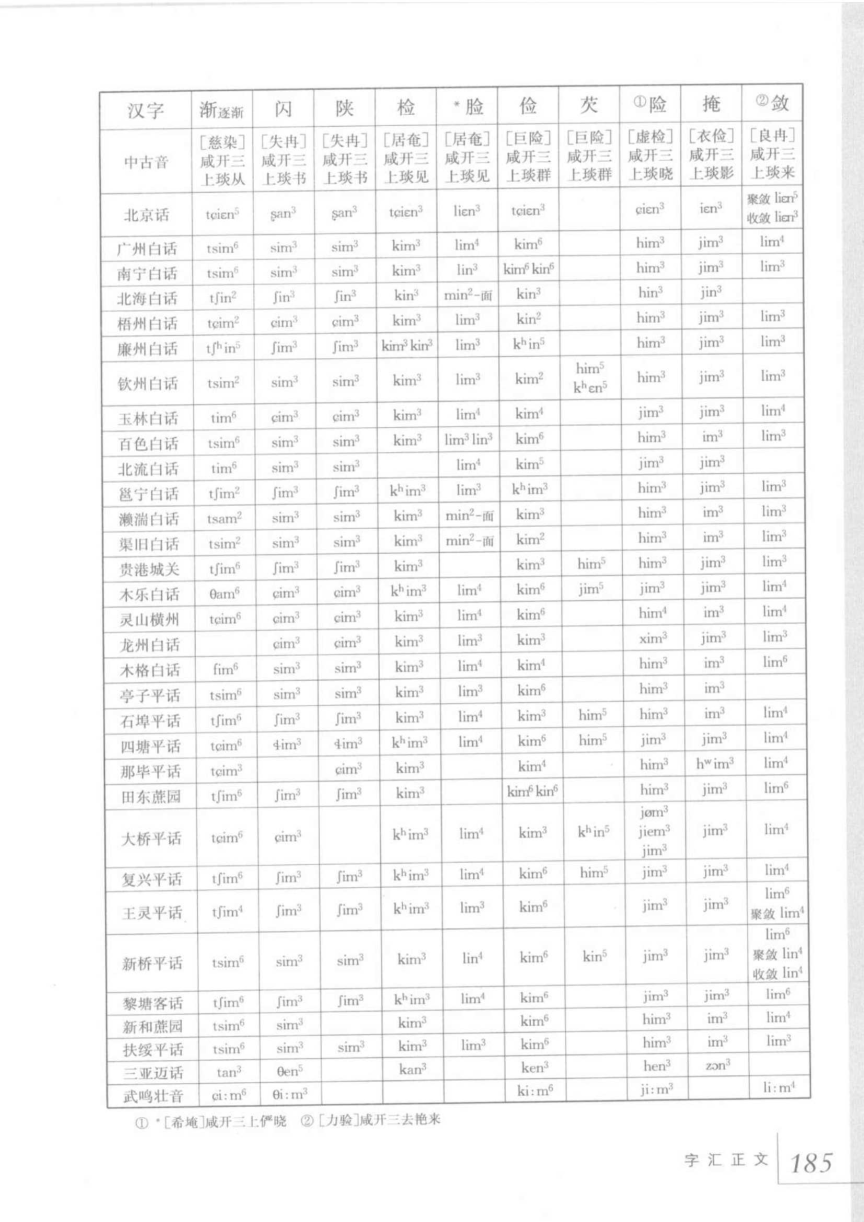 汉字 渐逐渐 闪 陕 检 *脸 俭 芡 ①险 掩 ②敛
中古音 [慈染]咸开三上琰从 [失冉]咸开三上琰书 [失冉]咸开三上琰书 [居奄]咸开三上琰见 [居奄]咸开三上琰见 [巨险]咸开三上琰群 [巨险]咸开三上琰群 [虚检]咸开三上琰晓 [衣俭]咸开三上琰影 [良冉]咸开三上琰来
北京话 tɕiɛn⁵ ʂan³ ʂan³ tɕiɛn³ liɛn³ tɕiɛn³ ɕiɛn³ iɛn³ 聚敛 liɛn⁵ 收敛 liɛn³
广州白话 tsim⁶ sim³ sim³ kim³ lim⁴ kim⁶ him³ jim³ lim⁴
南宁白话 tsim⁶ sim³ sim³ kim³ lin³ kim⁶ kin⁶ him³ jim³ lim³
北海白话 tʃin² ʃin³ ʃin³ kin³ min²-面 kin³ hin³ jin³
梧州白话 tɕim² ɕim³ ɕim³ kim³ lim³ kin² him³ jim³ lim³
廉州白话 tʃʰin⁵ ʃim³ ʃim³ kim³ kin³ lim³ kʰin⁵ him³ jim³ lim³
钦州白话 tsim² sim³ sim³ kim³ lim³ kim² him⁵ kʰɛn⁵ him³ jim³ lim³
玉林白话 tim⁶ ɕim³ ɕim³ kim³ lim⁴ kim⁴ jim³ jim³ lim⁴
百色白话 tsim⁶ sim³ sim³ kim³ lim³ lin³ kim⁶ him³ im³ lim³
北流白话 tim⁶ sim³ sim³ lim⁴ kim⁵ jim³ jim³
邕宁白话 tʃim² ʃim³ ʃim³ kʰim³ lim³ kʰim³ him³ jim³ lim³
濑湍白话 tsam² sim³ sim³ kim³ min²-面 kim³ him³ im³ lim³
渠旧白话 tsim² sim³ sim³ kim³ min²-面 kim² him³ im³ lim³
贵港城关 tʃim⁶ ʃim³ ʃim³ kim³ kim³ him⁵ him³ jim³ lim³
木乐白话 θam⁶ ɕim³ ɕim³ kʰim³ lim⁴ kim⁶ jim⁵ jim³ jim³ lim⁴
灵山横州 tɕim⁶ ɕim³ ɕim³ kim³ lim⁴ kim⁶ him⁴ im³ lim⁴
龙州白话 ɕim³ ɕim³ kim³ lim³ kim³ xim³ jim³ lim³
木格白话 fim⁶ sim³ sim³ kim³ lim⁴ kim⁴ him³ im³ lim⁶
亭子平话 tsim⁶ sim³ sim³ kim³ lim³ kim⁶ him³ im³
石埠平话 tʃim⁶ ʃim³ ʃim³ kim³ lim⁴ kim³ him⁵ him³ im³ lim⁴
四塘平话 tɕim⁶ ɬim³ ɬim³ kʰim³ lim⁴ kim⁶ him⁵ jim³ jim³ lim⁴
那毕平话 tɕim³ ɕim³ kim³ kim⁴ him³ hʷim³ lim⁴
田东蔗园 tʃim⁶ ʃim³ ʃim³ kim³ kim⁶ kin⁶ him³ jim³ lim⁶
大桥平话 tɕim⁶ ɕim³ kʰim³ lim⁴ kim³ kʰin⁵ jøm³ jiem³ jim³ jim³ lim⁴
复兴平话 tʃim⁶ ʃim³ ʃim³ kʰim³ lim⁴ kim⁶ him⁵ jim³ jim³ lim⁴
王灵平话 tʃim⁴ ʃim³ ʃim³ kʰim³ lim³ kim⁶ jim³ jim³ lim⁶ 聚敛 lim⁴
新桥平话 tsim⁶ sim³ sim³ kim³ lin⁴ kim⁶ kin⁵ jim³ jim³ lim⁶ 聚敛 lin⁴ 收敛 lin⁴
黎塘客话 tʃim⁶ ʃim³ ʃim³ kʰim³ lim⁴ kim⁶ jim³ jim³ lim⁶
新和蔗园 tsim⁶ sim³ kim³ kim⁶ him³ im³ lim⁴
扶绥平话 tsim⁶ sim³ sim³ kim³ lim³ kim⁶ him³ im³ lim³
三亚迈话 tan³ θen⁵ kan³ ken³ hen³ zɔn³
武鸣壮音 ɕi:m⁶ θi:m³ ki:m⁶ ji:m³ li:m⁴
① *[希埯]咸开三上俨晓 ②[力验]咸开三去艳来
字汇正文 185